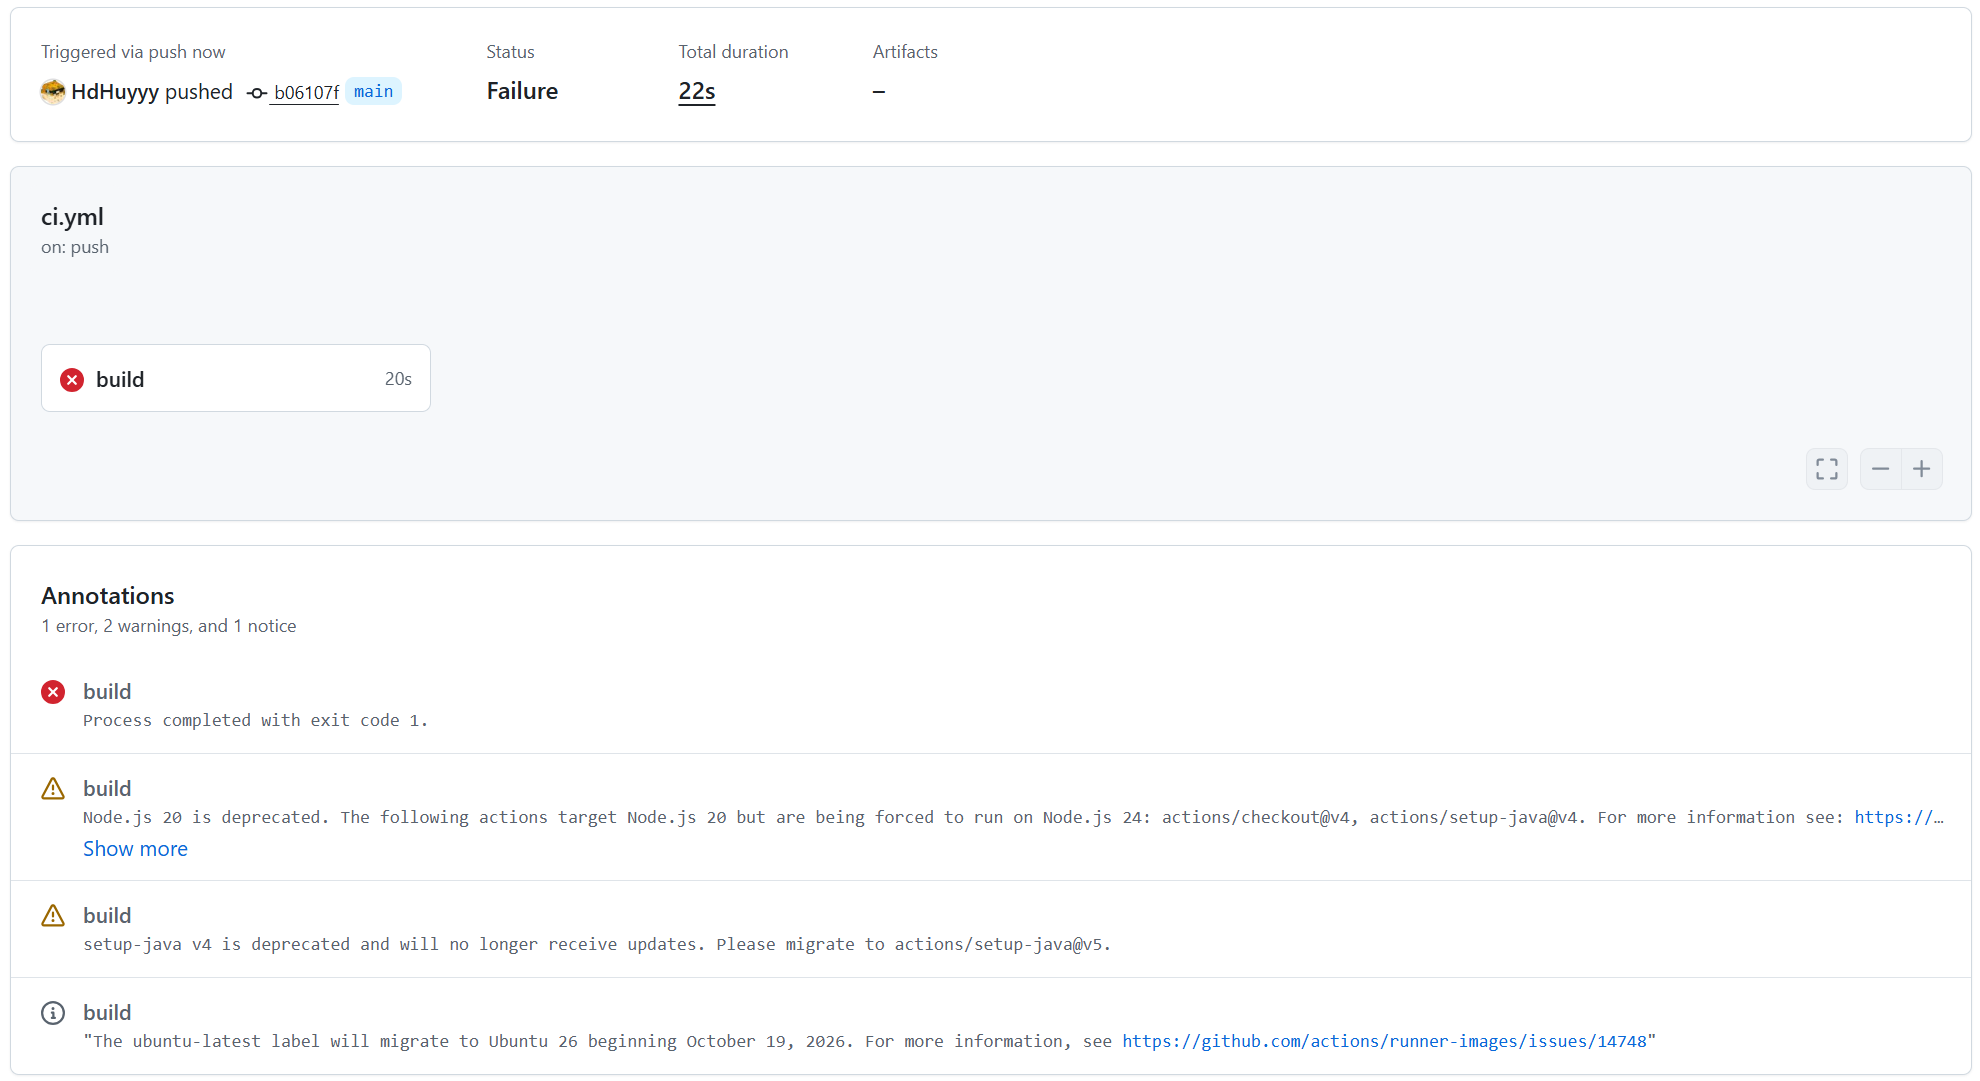 Triggered via push now
HdHuyyy pushed b06107f main
Status
Failure
Total duration
22s
Artifacts
–
ci.yml
on: push
build 20s
Annotations
1 error, 2 warnings, and 1 notice
build
Process completed with exit code 1.
build
Node.js 20 is deprecated. The following actions target Node.js 20 but are being forced to run on Node.js 24: actions/checkout@v4, actions/setup-java@v4. For more information see: https://…
Show more
build
setup-java v4 is deprecated and will no longer receive updates. Please migrate to actions/setup-java@v5.
build
"The ubuntu-latest label will migrate to Ubuntu 26 beginning October 19, 2026. For more information, see https://github.com/actions/runner-images/issues/14748"